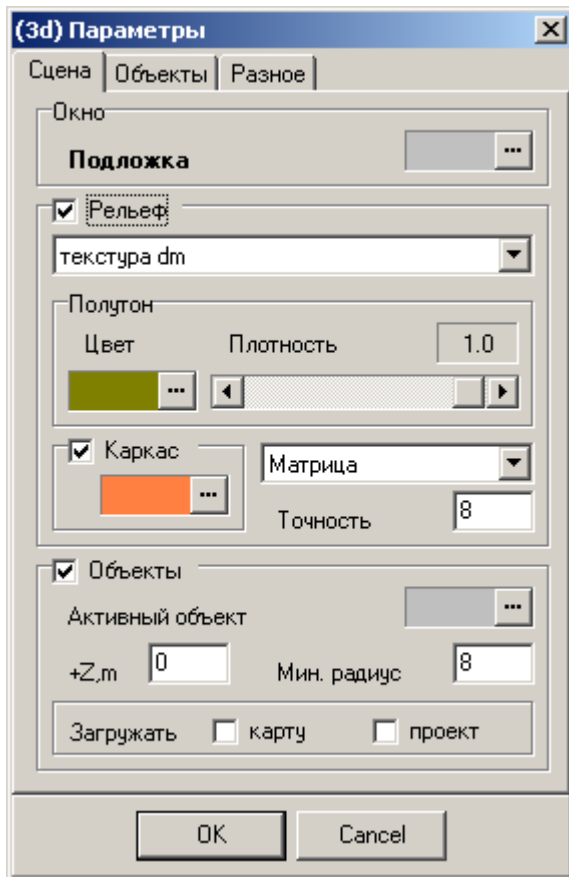 (3d) Параметры
Сцена Объекты Разное
Окно
Подложка ...
Рельеф
текстура dm
Полутон
Цвет Плотность 1.0
...
Каркас Матрица
...
Точность 8
Объекты
Активный объект ...
+Z,m 0 Мин. радиус 8
Загружать карту проект
OK Cancel